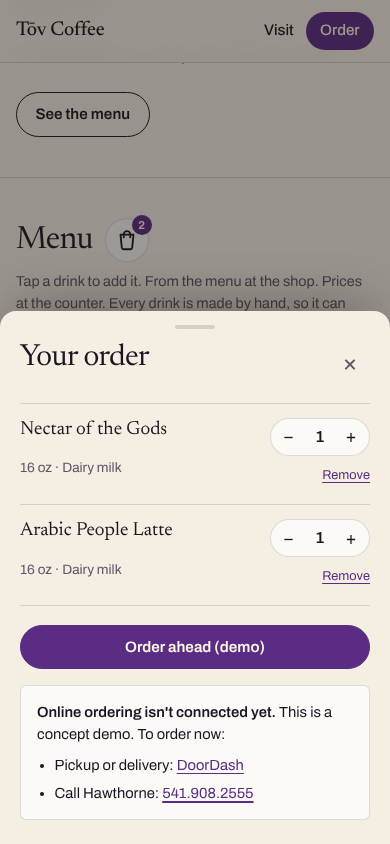 Tōv Coffee
Visit
Order
See the menu
Menu
2
Tap a drink to add it. From the menu at the shop. Prices
at the counter. Every drink is made by hand, so it can
Your order
×
Nectar of the Gods
− 1 +
16 oz · Dairy milk
Remove
Arabic People Latte
− 1 +
16 oz · Dairy milk
Remove
Order ahead (demo)
Online ordering isn't connected yet. This is a
concept demo. To order now:
• Pickup or delivery: DoorDash
• Call Hawthorne: 541.908.2555